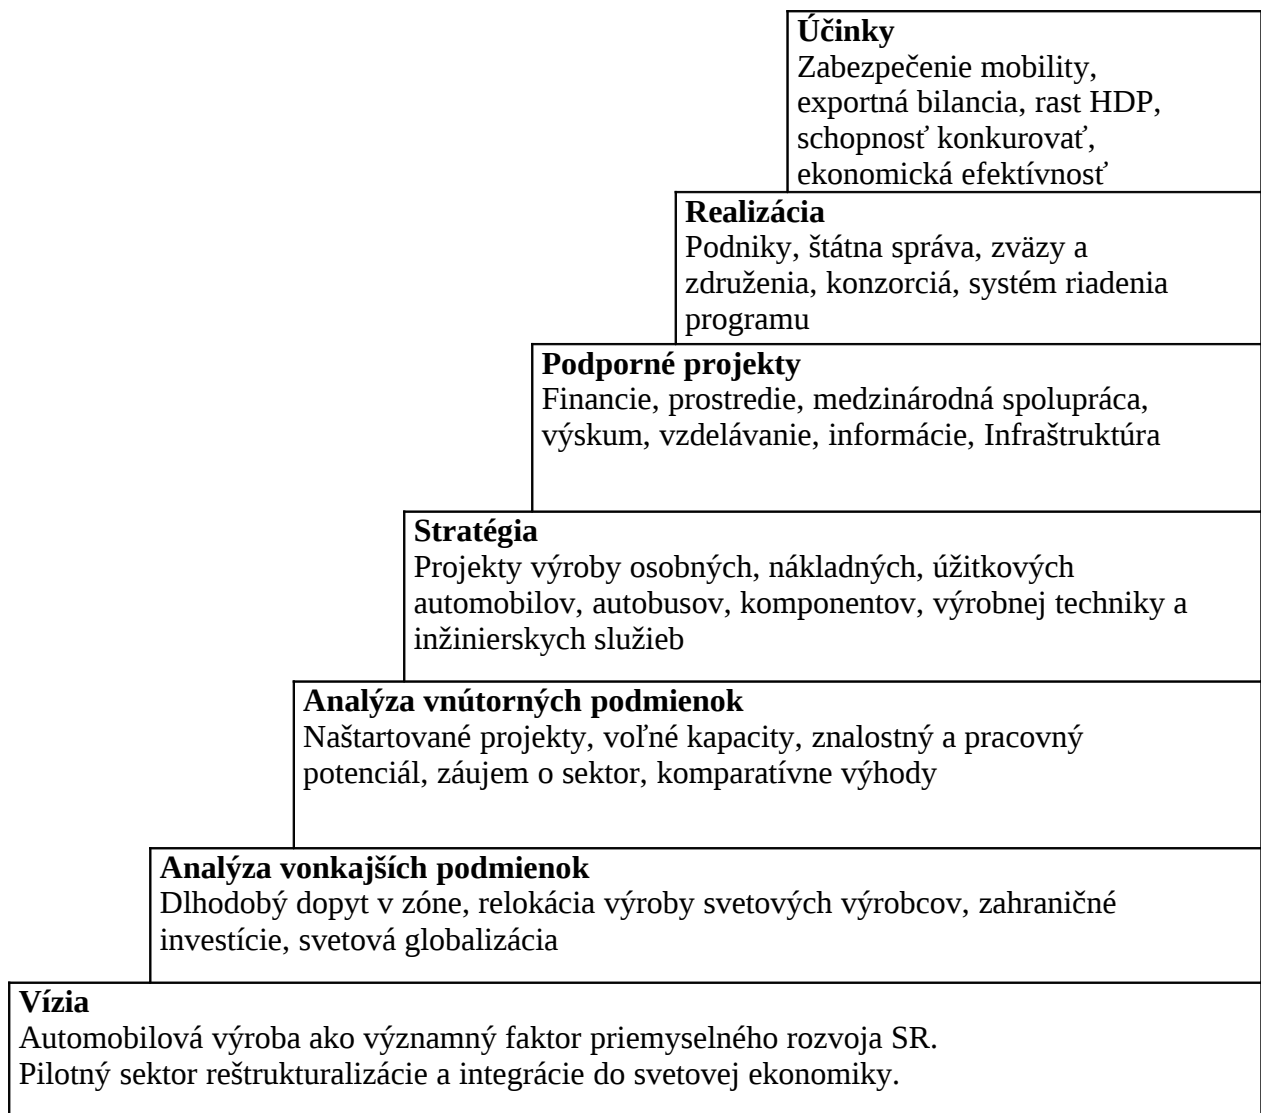 Účinky
Zabezpečenie mobility,
exportná bilancia, rast HDP,
schopnosť konkurovať,
ekonomická efektívnosť
Realizácia
Podniky, štátna správa, zväzy a
združenia, konzorciá, systém riadenia
programu
Podporné projekty
Financie, prostredie, medzinárodná spolupráca,
výskum, vzdelávanie, informácie, Infraštruktúra
Stratégia
Projekty výroby osobných, nákladných, úžitkových
automobilov, autobusov, komponentov, výrobnej techniky a
inžinierskych služieb
Analýza vnútorných podmienok
Naštartované projekty, voľné kapacity, znalostný a pracovný
potenciál, záujem o sektor, komparatívne výhody
Analýza vonkajších podmienok
Dlhodobý dopyt v zóne, relokácia výroby svetových výrobcov, zahraničné
investície, svetová globalizácia
Vízia
Automobilová výroba ako významný faktor priemyselného rozvoja SR.
Pilotný sektor reštrukturalizácie a integrácie do svetovej ekonomiky.